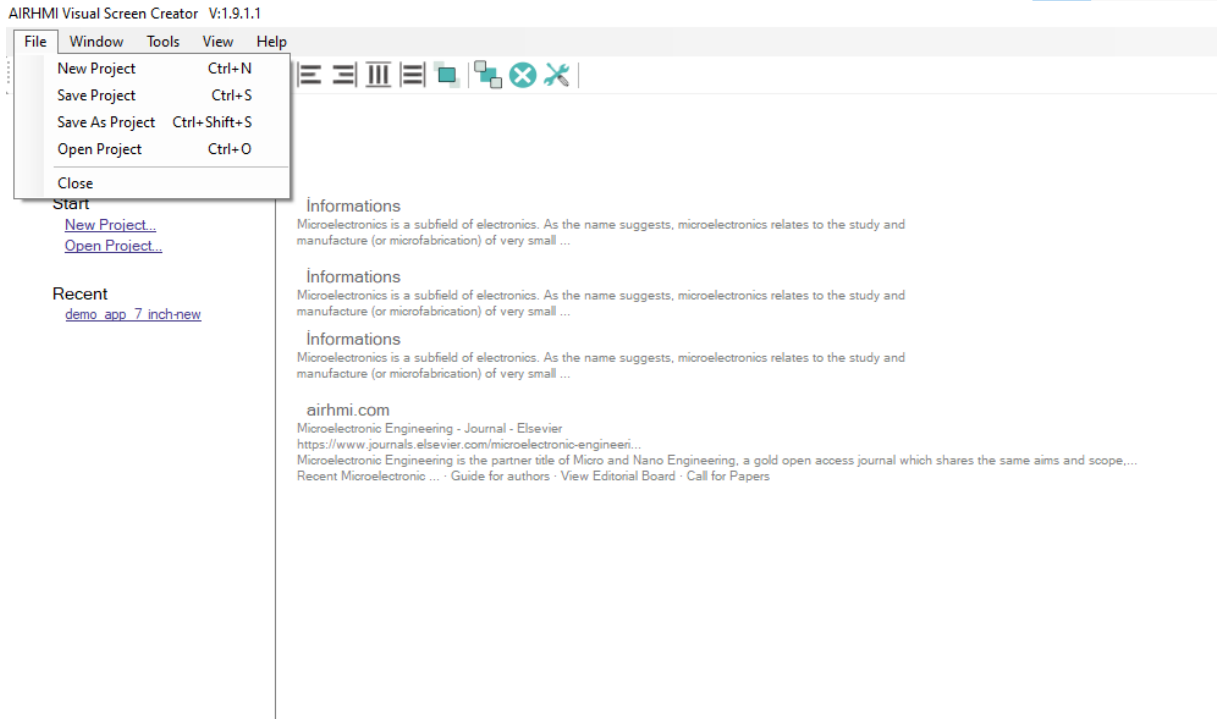 AIRHMI Visual Screen Creator V:1.9.1.1
File Window Tools View Help
New Project Ctrl+N
Save Project Ctrl+S
Save As Project Ctrl+Shift+S
Open Project Ctrl+O
Close
Start
New Project...
Open Project...
Recent
demo_app_7 inch-new
İnformations
Microelectronics is a subfield of electronics. As the name suggests, microelectronics relates to the study and
manufacture (or microfabrication) of very small ...
İnformations
Microelectronics is a subfield of electronics. As the name suggests, microelectronics relates to the study and
manufacture (or microfabrication) of very small ...
İnformations
Microelectronics is a subfield of electronics. As the name suggests, microelectronics relates to the study and
manufacture (or microfabrication) of very small ...
airhmi.com
Microelectronic Engineering - Journal - Elsevier
https://www.journals.elsevier.com/microelectronic-engineeri...
Microelectronic Engineering is the partner title of Micro and Nano Engineering, a gold open access journal which shares the same aims and scope,...
Recent Microelectronic ... · Guide for authors · View Editorial Board · Call for Papers